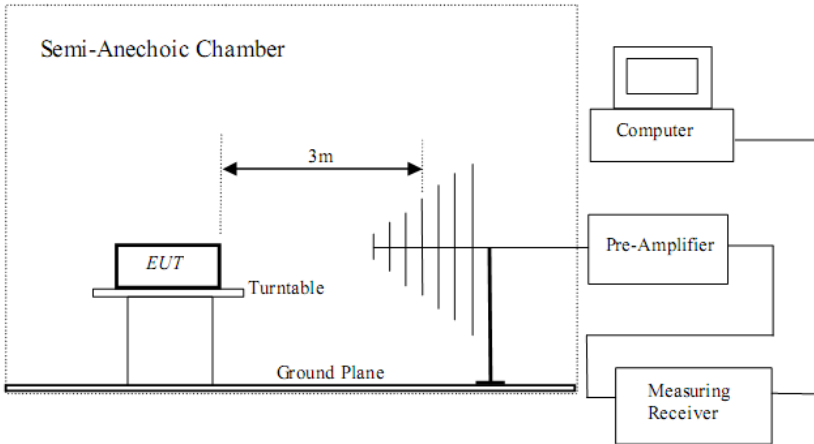 Semi-Anechoic Chamber
3m
Computer
Pre-Amplifier
EUT
Turntable
Ground Plane
Measuring
Receiver